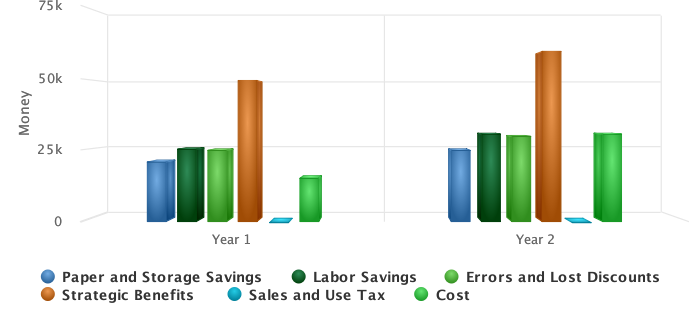 75k
50k
Money
25k
0
Year 1 Year 2
Paper and Storage Savings Labor Savings Errors and Lost Discounts
Strategic Benefits Sales and Use Tax Cost